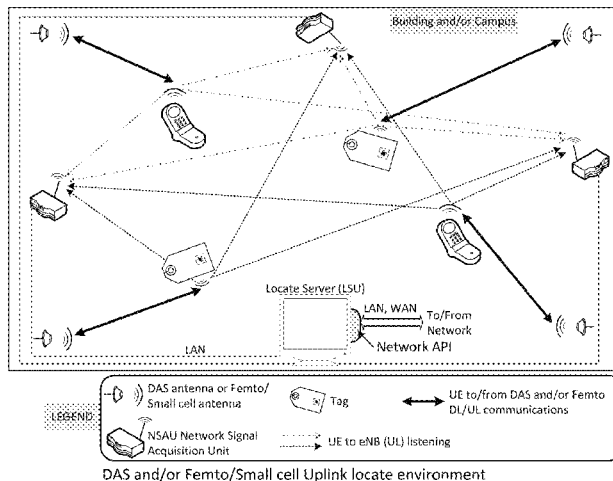 Building and/or Campus
Locate Server (LSU)
LAN, WAN
To/From
Network
Network API
LAN
LEGEND
DAS antenna or Femto/
Small cell antenna
Tag
UE to/from DAS and/or Femto
DL/UL communications
NSAU Network Signal
Acquisition Unit
UE to eNB (UL) listening
DAS and/or Femto/Small cell Uplink locate environment